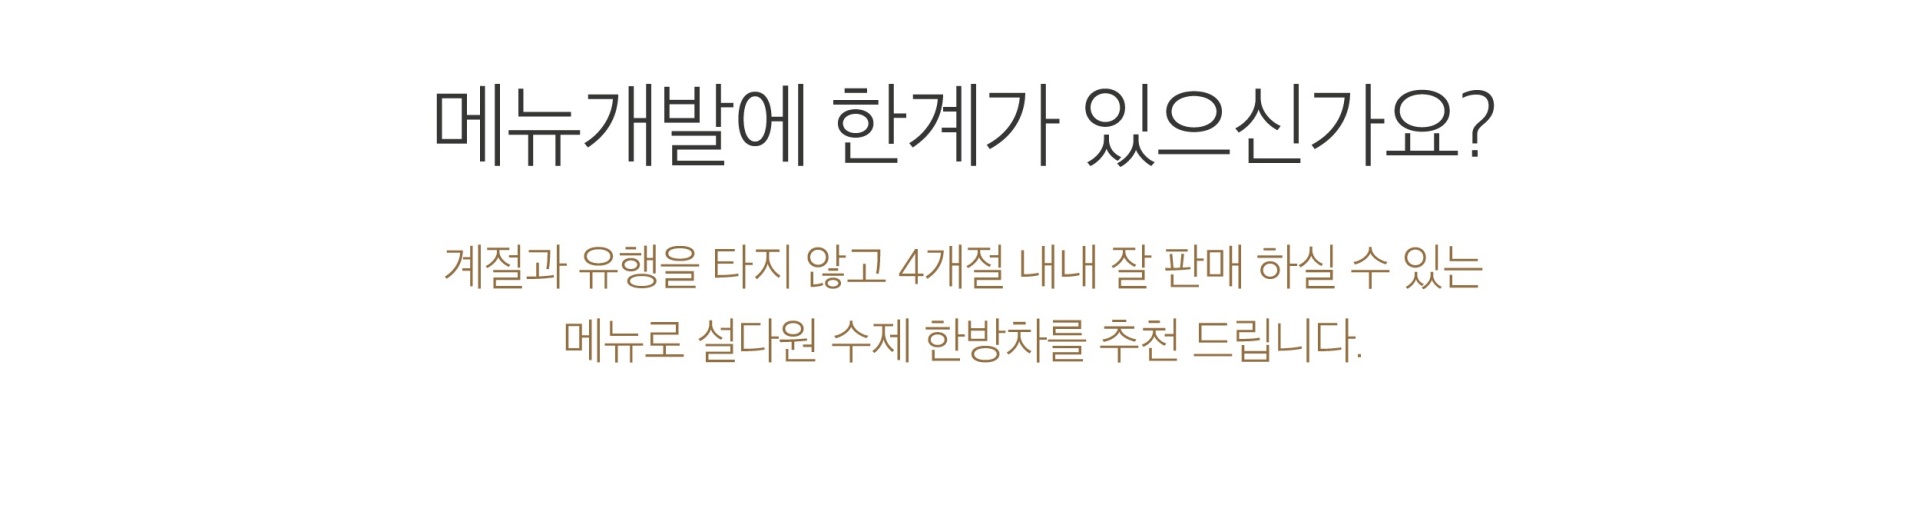 메뉴개발에 한계가 있으신가요?
계절과 유행을 타지 않고 4개절 내내 잘 판매 하실 수 있는
메뉴로 설다원 수제 한방차를 추천 드립니다.